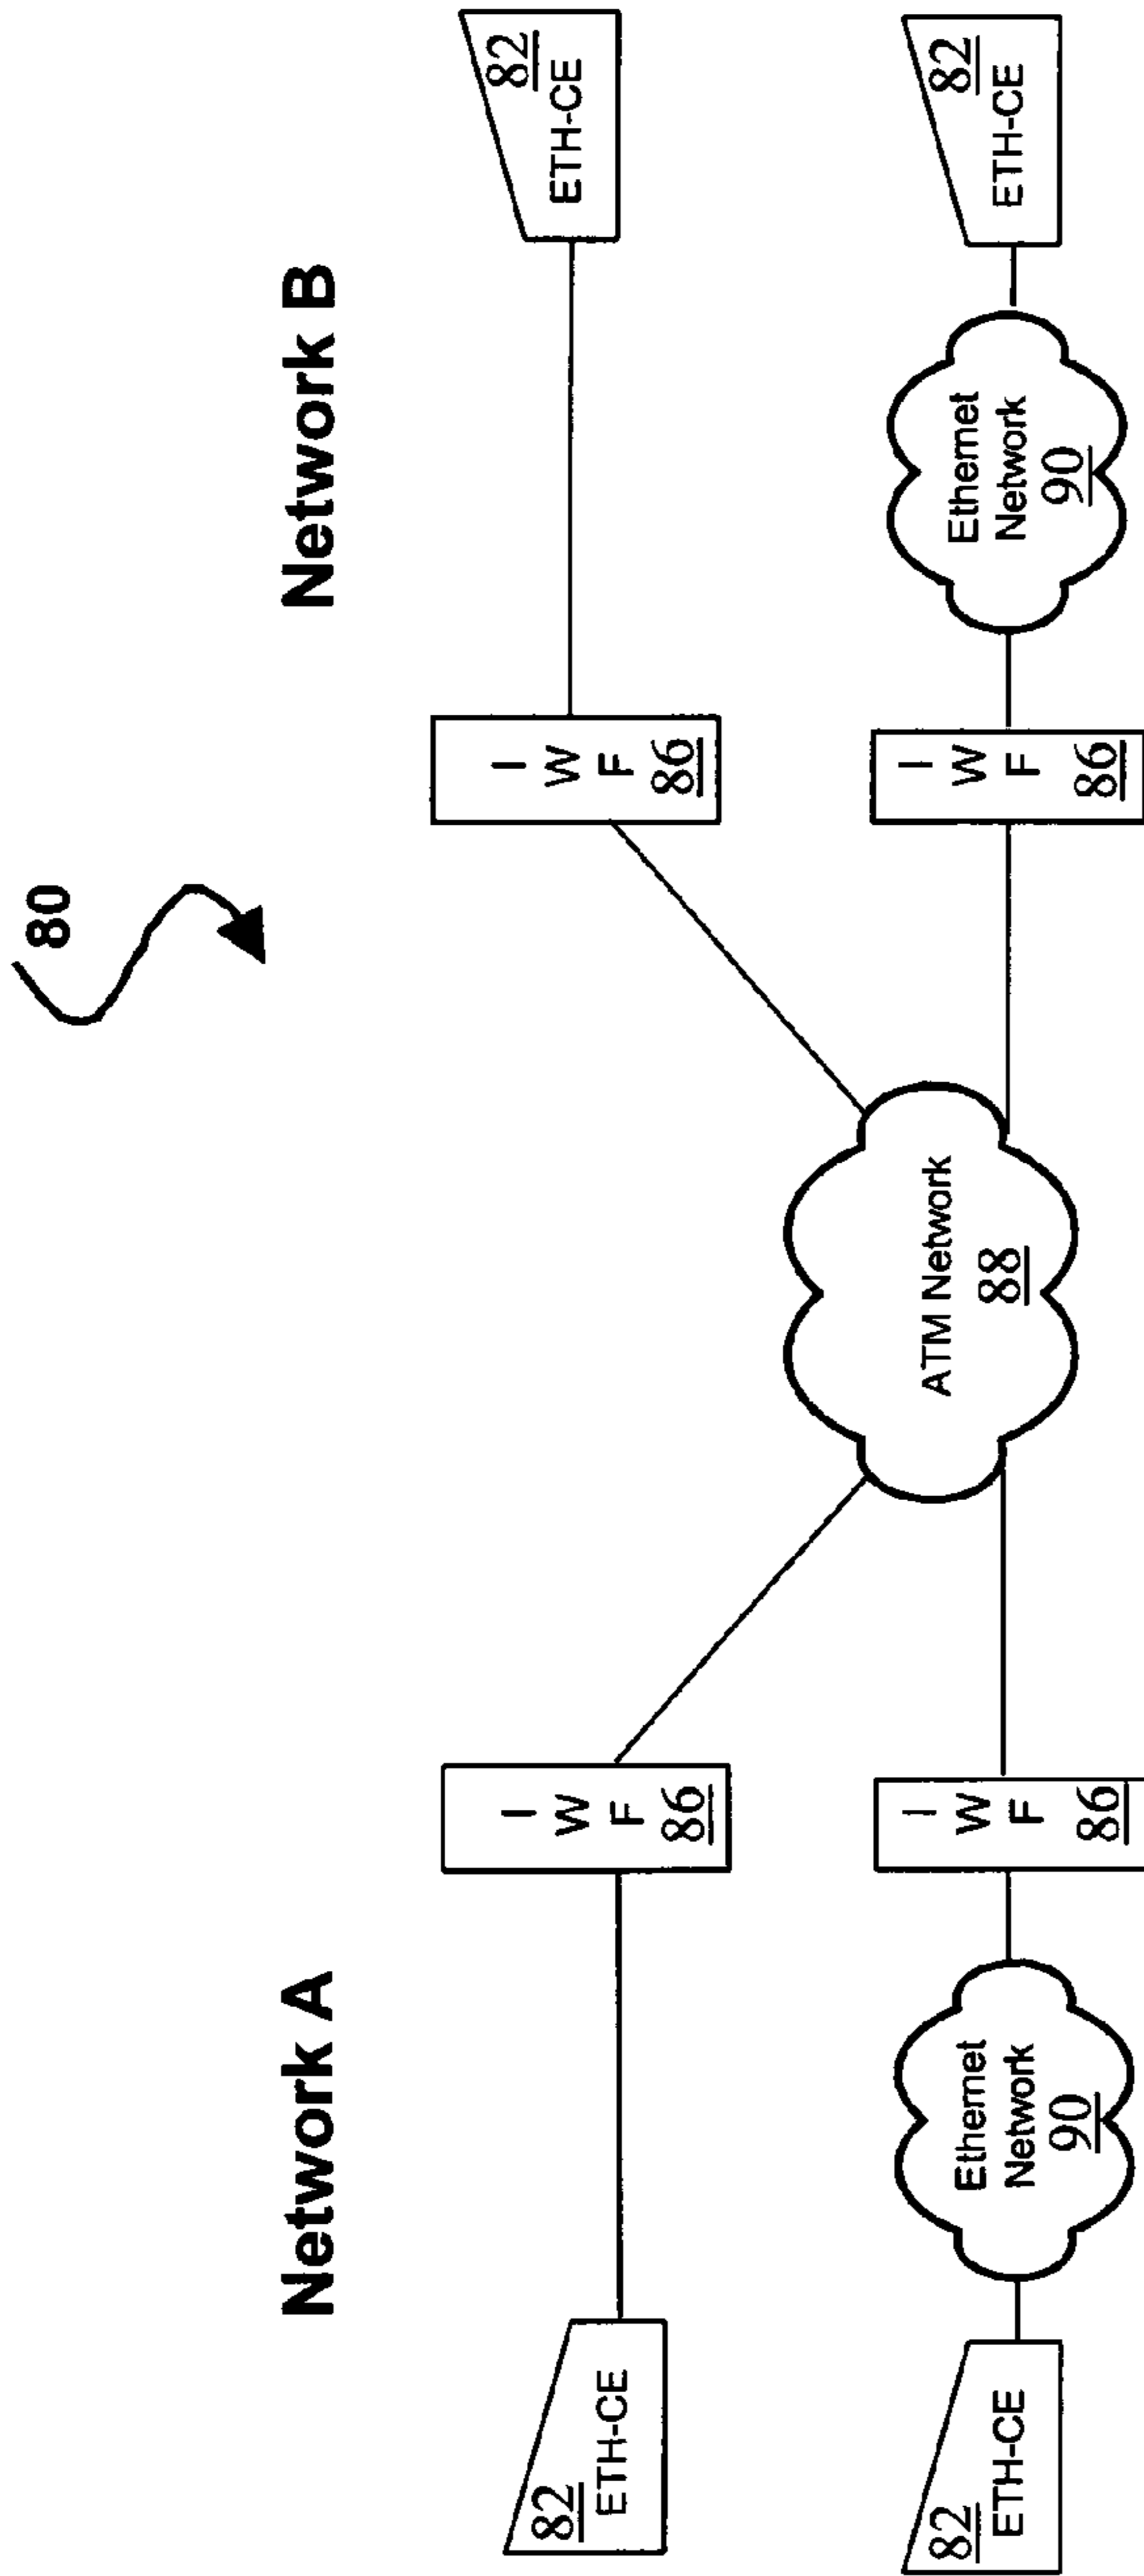 80
Network A
Network B
82
ETH-CE
I
W
F
86
I
W
F
86
82
ETH-CE
ATM Network
88
82
ETH-CE
Ethernet
Network
90
I
W
F
86
I
W
F
86
Ethernet
Network
90
82
ETH-CE